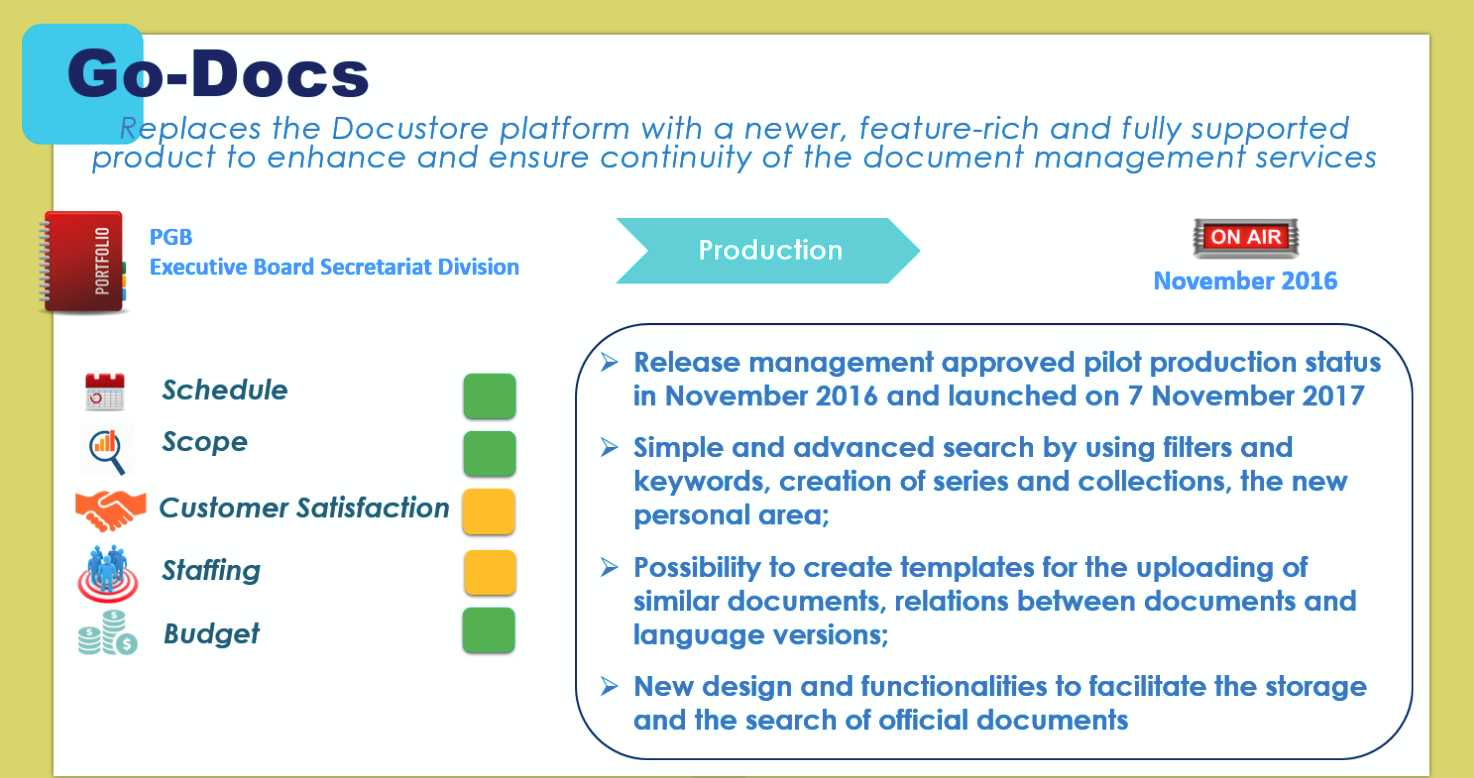 Go-Docs
Replaces the Docustore platform with a newer, feature-rich and fully supported
product to enhance and ensure continuity of the document management services
PORTFOLIO
PGB
Executive Board Secretariat Division
Production
ON AIR
November 2016
Schedule
Scope
Customer Satisfaction
Staffing
Budget
Release management approved pilot production status
in November 2016 and launched on 7 November 2017
Simple and advanced search by using filters and
keywords, creation of series and collections, the new
personal area;
Possibility to create templates for the uploading of
similar documents, relations between documents and
language versions;
New design and functionalities to facilitate the storage
and the search of official documents